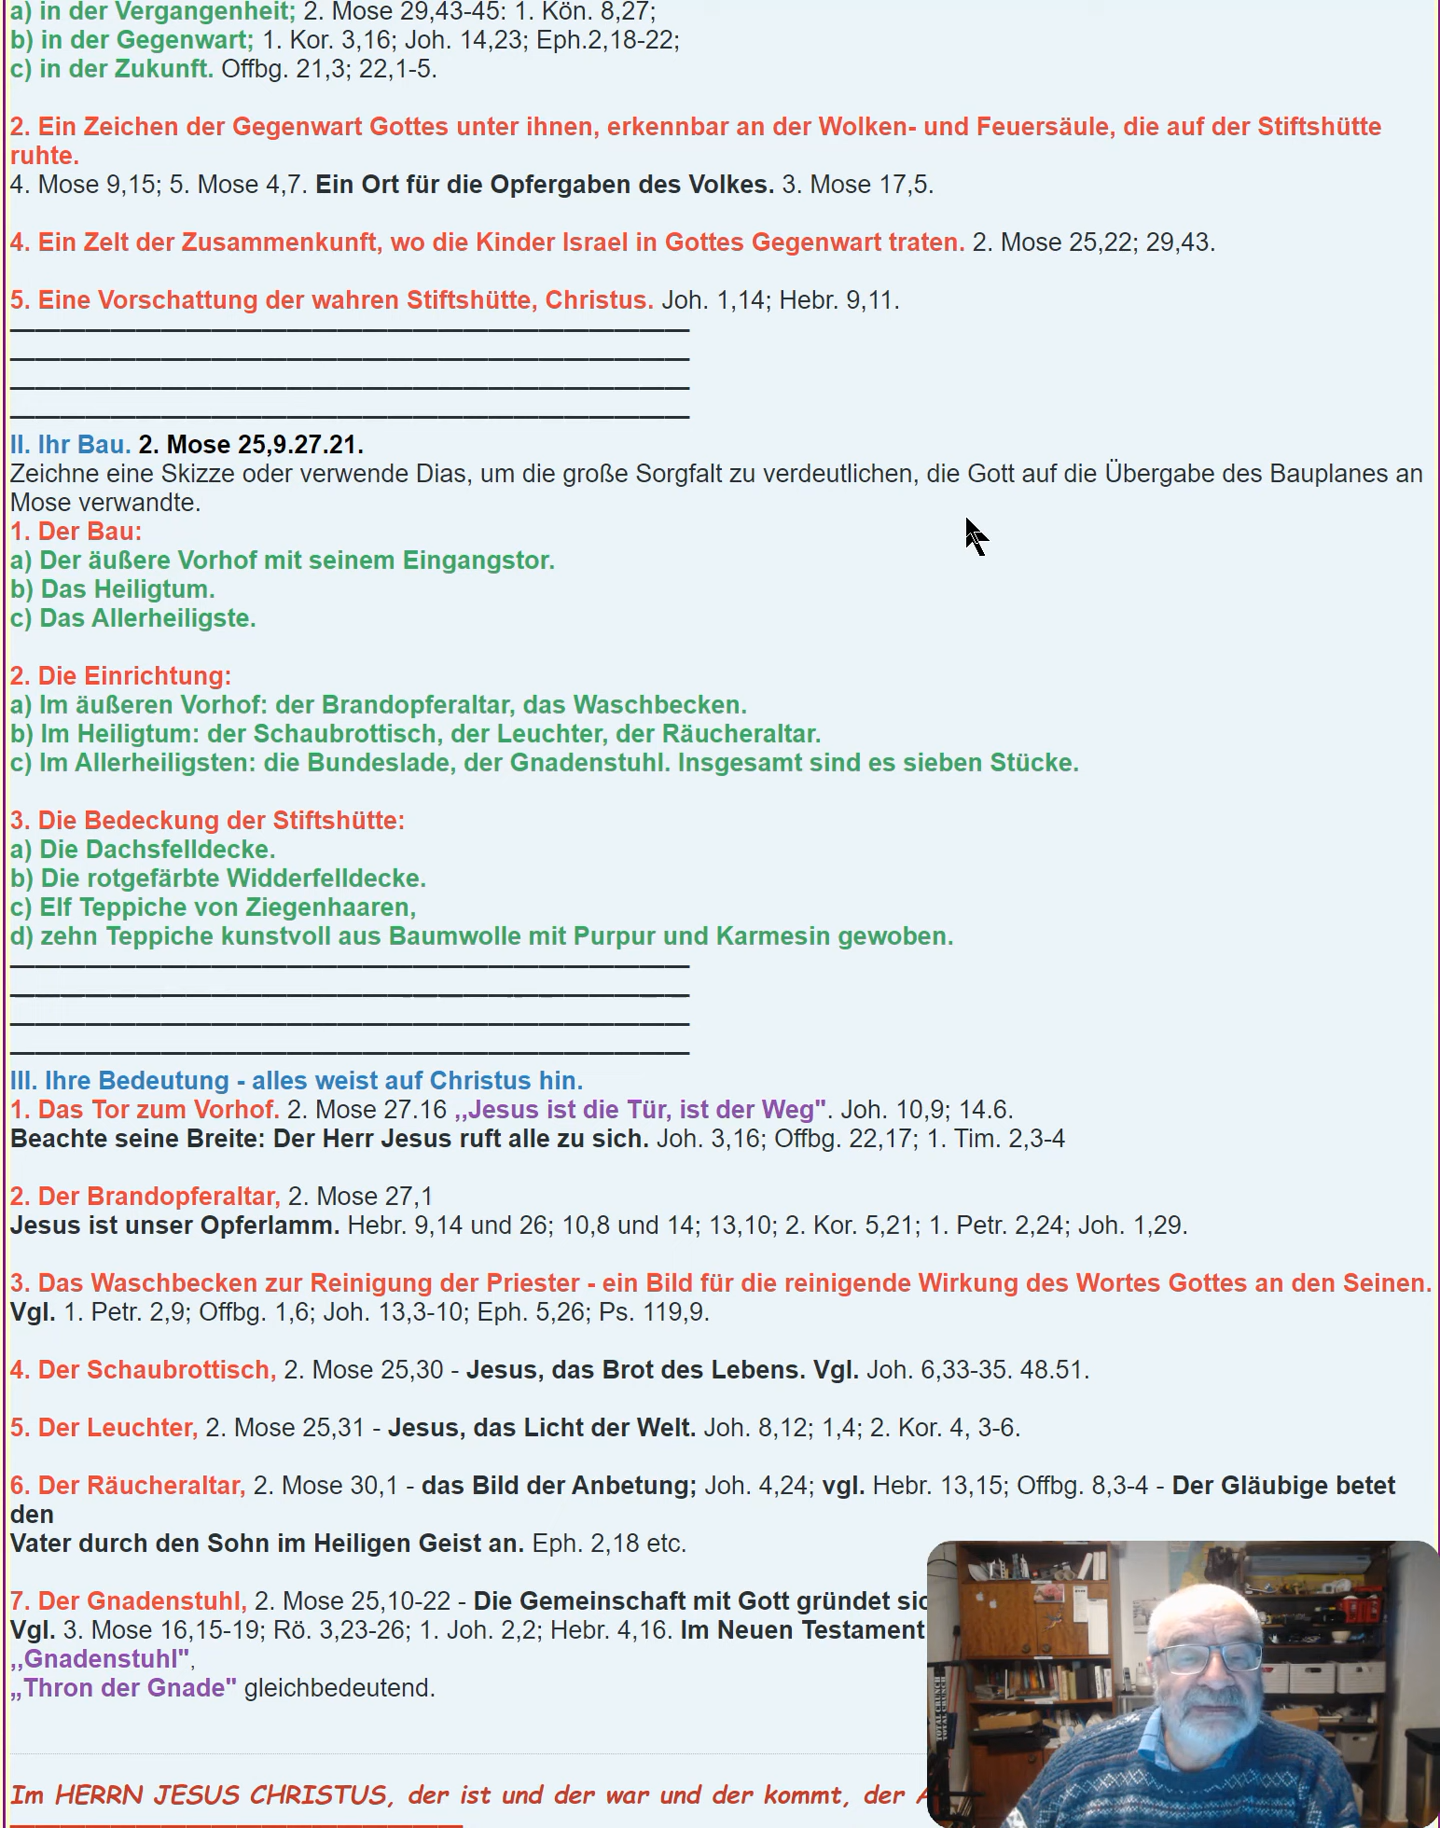 a) in der Vergangenheit; 2. Mose 29,43-45: 1. Kön. 8,27;
b) in der Gegenwart; 1. Kor. 3,16; Joh. 14,23; Eph.2,18-22;
c) in der Zukunft. Offbg. 21,3; 22,1-5.
2. Ein Zeichen der Gegenwart Gottes unter ihnen, erkennbar an der Wolken- und Feuersäule, die auf der Stiftshütte
ruhte.
4. Mose 9,15; 5. Mose 4,7. Ein Ort für die Opfergaben des Volkes. 3. Mose 17,5.
4. Ein Zelt der Zusammenkunft, wo die Kinder Israel in Gottes Gegenwart traten. 2. Mose 25,22; 29,43.
5. Eine Vorschattung der wahren Stiftshütte, Christus. Joh. 1,14; Hebr. 9,11.
II. Ihr Bau. 2. Mose 25,9.27.21.
Zeichne eine Skizze oder verwende Dias, um die große Sorgfalt zu verdeutlichen, die Gott auf die Übergabe des Bauplanes an
Mose verwandte.
1. Der Bau:
a) Der äußere Vorhof mit seinem Eingangstor.
b) Das Heiligtum.
c) Das Allerheiligste.
2. Die Einrichtung:
a) Im äußeren Vorhof: der Brandopferaltar, das Waschbecken.
b) Im Heiligtum: der Schaubrottisch, der Leuchter, der Räucheraltar.
c) Im Allerheiligsten: die Bundeslade, der Gnadenstuhl. Insgesamt sind es sieben Stücke.
3. Die Bedeckung der Stiftshütte:
a) Die Dachsfelldecke.
b) Die rotgefärbte Widderfelldecke.
c) Elf Teppiche von Ziegenhaaren,
d) zehn Teppiche kunstvoll aus Baumwolle mit Purpur und Karmesin gewoben.
III. Ihre Bedeutung - alles weist auf Christus hin.
1. Das Tor zum Vorhof. 2. Mose 27.16 ,,Jesus ist die Tür, ist der Weg". Joh. 10,9; 14.6.
Beachte seine Breite: Der Herr Jesus ruft alle zu sich. Joh. 3,16; Offbg. 22,17; 1. Tim. 2,3-4
2. Der Brandopferaltar, 2. Mose 27,1
Jesus ist unser Opferlamm. Hebr. 9,14 und 26; 10,8 und 14; 13,10; 2. Kor. 5,21; 1. Petr. 2,24; Joh. 1,29.
3. Das Waschbecken zur Reinigung der Priester - ein Bild für die reinigende Wirkung des Wortes Gottes an den Seinen.
Vgl. 1. Petr. 2,9; Offbg. 1,6; Joh. 13,3-10; Eph. 5,26; Ps. 119,9.
4. Der Schaubrottisch, 2. Mose 25,30 - Jesus, das Brot des Lebens. Vgl. Joh. 6,33-35. 48.51.
5. Der Leuchter, 2. Mose 25,31 - Jesus, das Licht der Welt. Joh. 8,12; 1,4; 2. Kor. 4, 3-6.
6. Der Räucheraltar, 2. Mose 30,1 - das Bild der Anbetung; Joh. 4,24; vgl. Hebr. 13,15; Offbg. 8,3-4 - Der Gläubige betet
den
Vater durch den Sohn im Heiligen Geist an. Eph. 2,18 etc.
7. Der Gnadenstuhl, 2. Mose 25,10-22 - Die Gemeinschaft mit Gott gründet
Vgl. 3. Mose 16,15-19; Rö. 3,23-26; 1. Joh. 2,2; Hebr. 4,16. Im Neuen Testament
,,Gnadenstuhl",
„Thron der Gnade" gleichbedeutend.
Im HERRN JESUS CHRISTUS, der ist und der war und der kommt, der